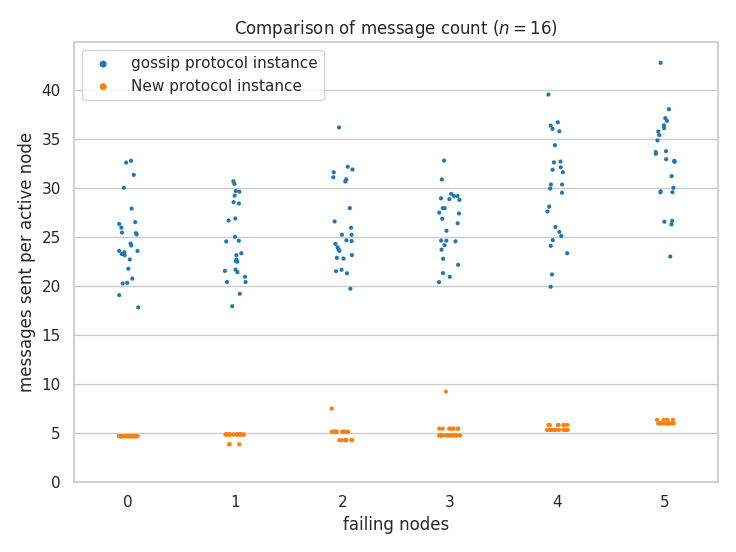 Comparison of message count (n = 16)
gossip protocol instance
New protocol instance
messages sent per active node
40
35
30
25
20
15
10
5
0
0 1 2 3 4 5
failing nodes